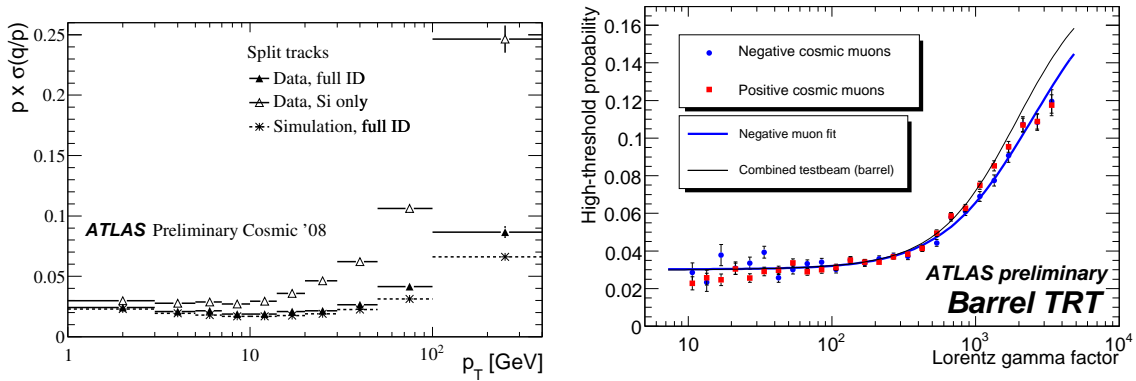 p x σ(q/p)
0.25
0.2
0.15
0.1
0.05
0
Split tracks
Data, full ID
Data, Si only
Simulation, full ID
ATLAS Preliminary Cosmic '08
1
10
10²
p_T [GeV]
High-threshold probability
0.16
0.14
0.12
0.10
0.08
0.06
0.04
0.02
0
Negative cosmic muons
Positive cosmic muons
Negative muon fit
Combined testbeam (barrel)
ATLAS preliminary
Barrel TRT
10
10²
10³
10⁴
Lorentz gamma factor